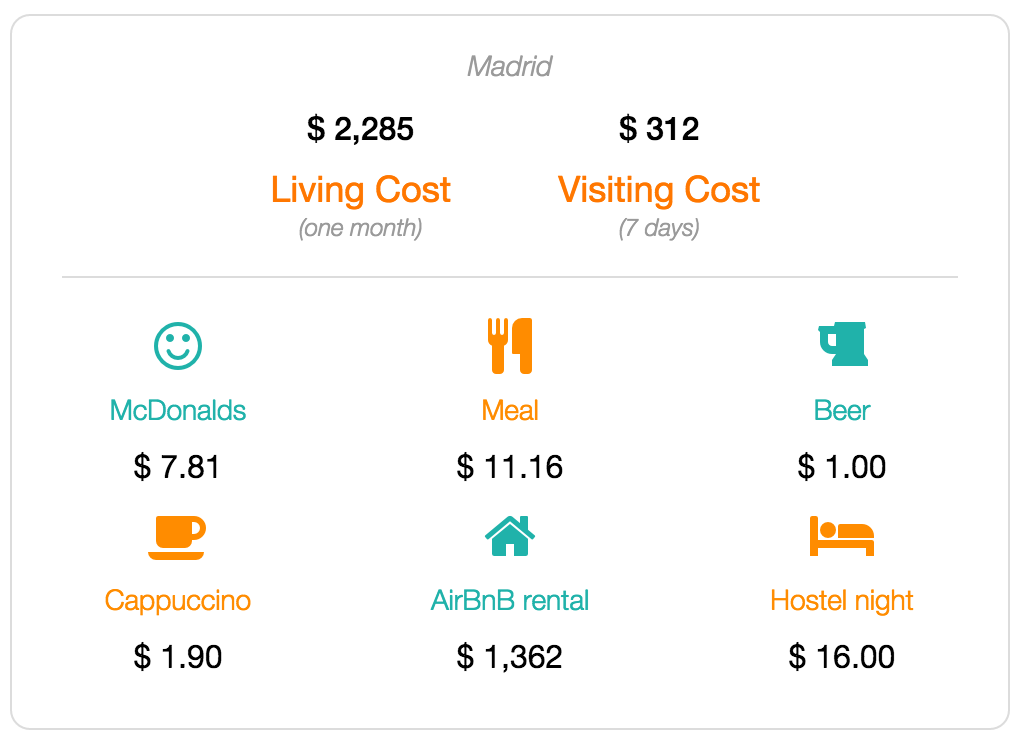 Madrid
$ 2,285 $ 312
Living Cost Visiting Cost
(one month) (7 days)
McDonalds Meal Beer
$ 7.81 $ 11.16 $ 1.00
Cappuccino AirBnB rental Hostel night
$ 1.90 $ 1,362 $ 16.00